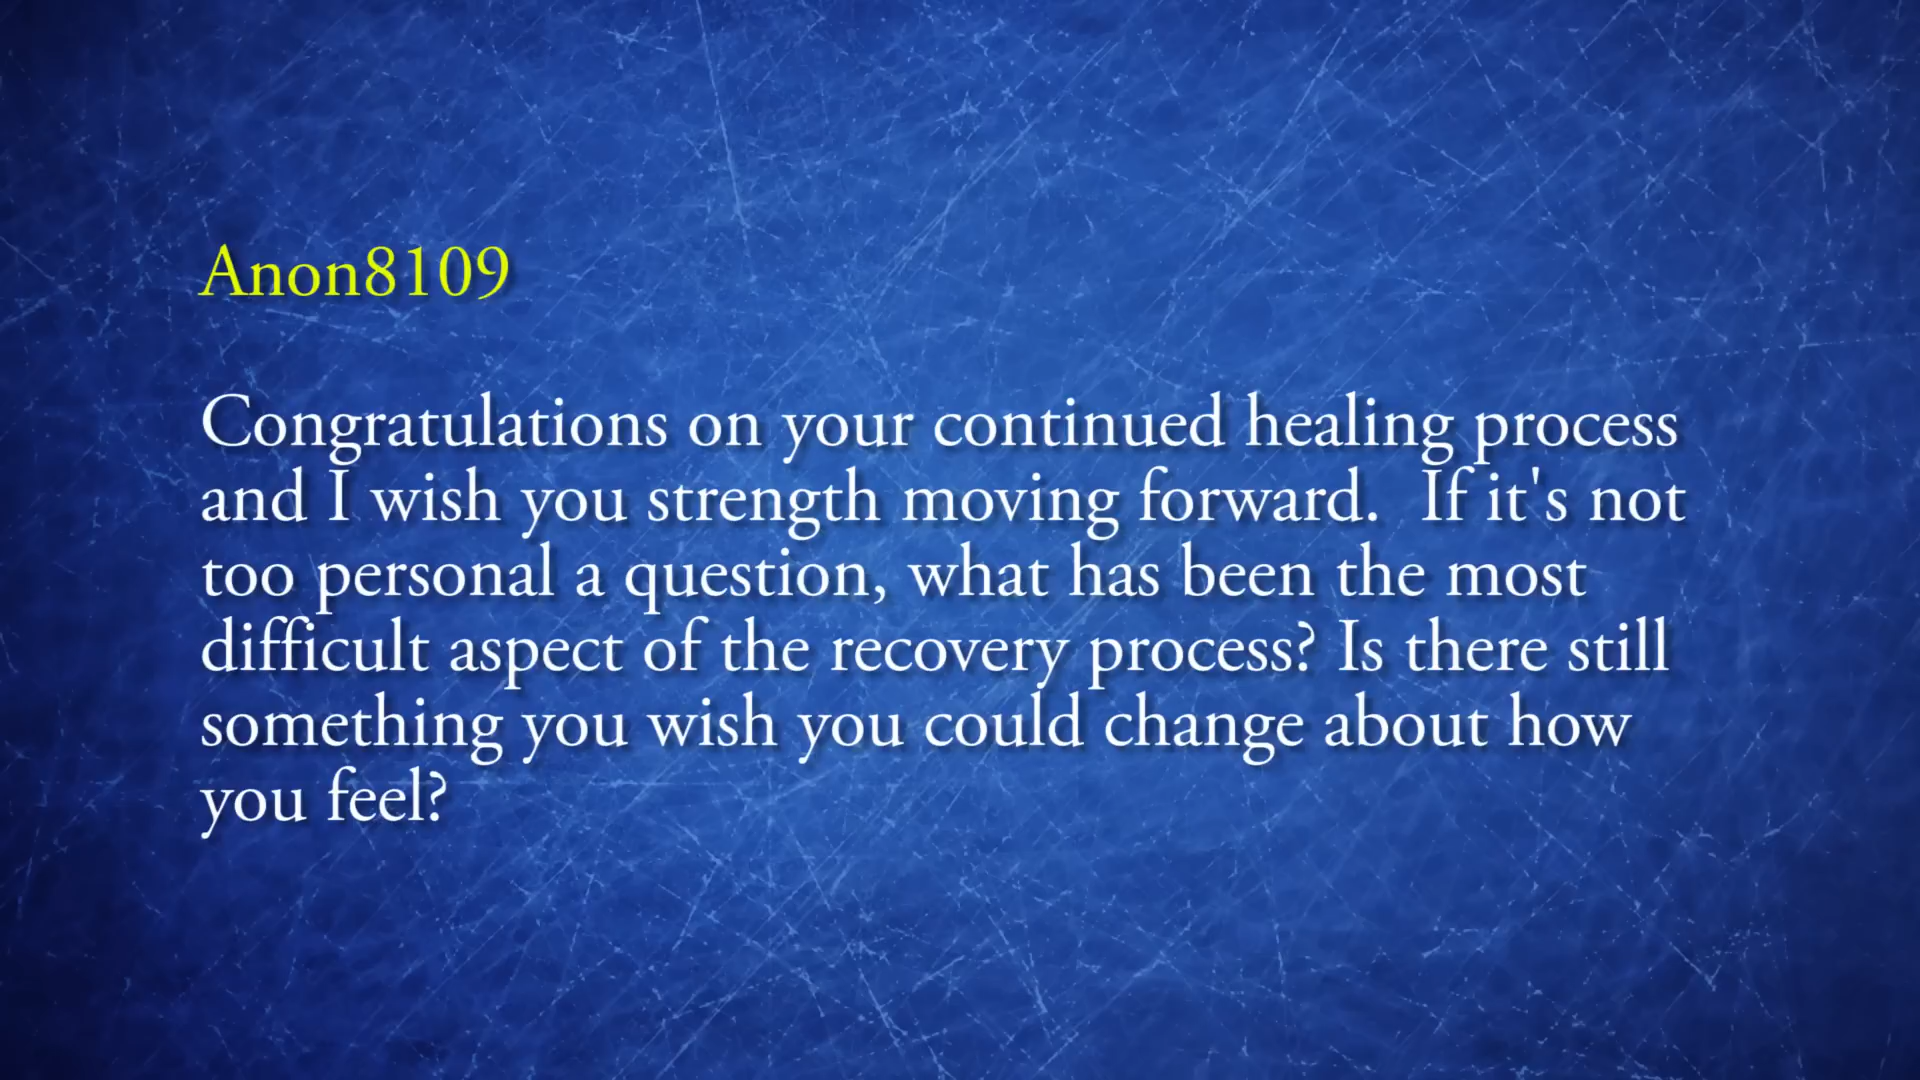 Anon8109
Congratulations on your continued healing process
and I wish you strength moving forward.  If it's not
too personal a question, what has been the most
difficult aspect of the recovery process? Is there still
something you wish you could change about how
you feel?